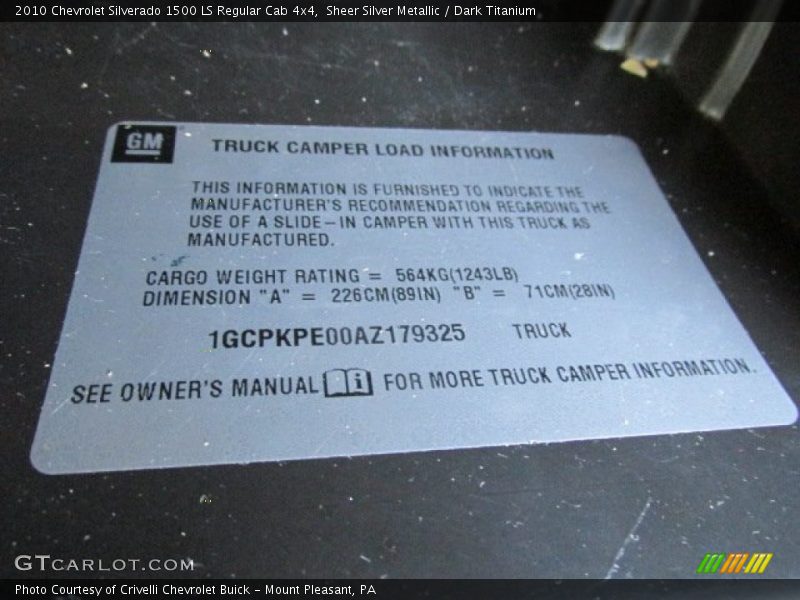 2010 Chevrolet Silverado 1500 LS Regular Cab 4x4,  Sheer Silver Metallic / Dark Titanium
GM TRUCK CAMPER LOAD INFORMATION
THIS INFORMATION IS FURNISHED TO INDICATE THE
MANUFACTURER'S RECOMMENDATION REGARDING THE
USE OF A SLIDE-IN CAMPER WITH THIS TRUCK AS
MANUFACTURED.
CARGO WEIGHT RATING = 564KG(1243LB)
DIMENSION "A" = 226CM(89IN) "B" = 71CM(28IN)
1GCPKPE00AZ179325 TRUCK
SEE OWNER'S MANUAL i FOR MORE TRUCK CAMPER INFORMATION.
GTCARLOT.COM
Photo Courtesy of Crivelli Chevrolet Buick - Mount Pleasant, PA